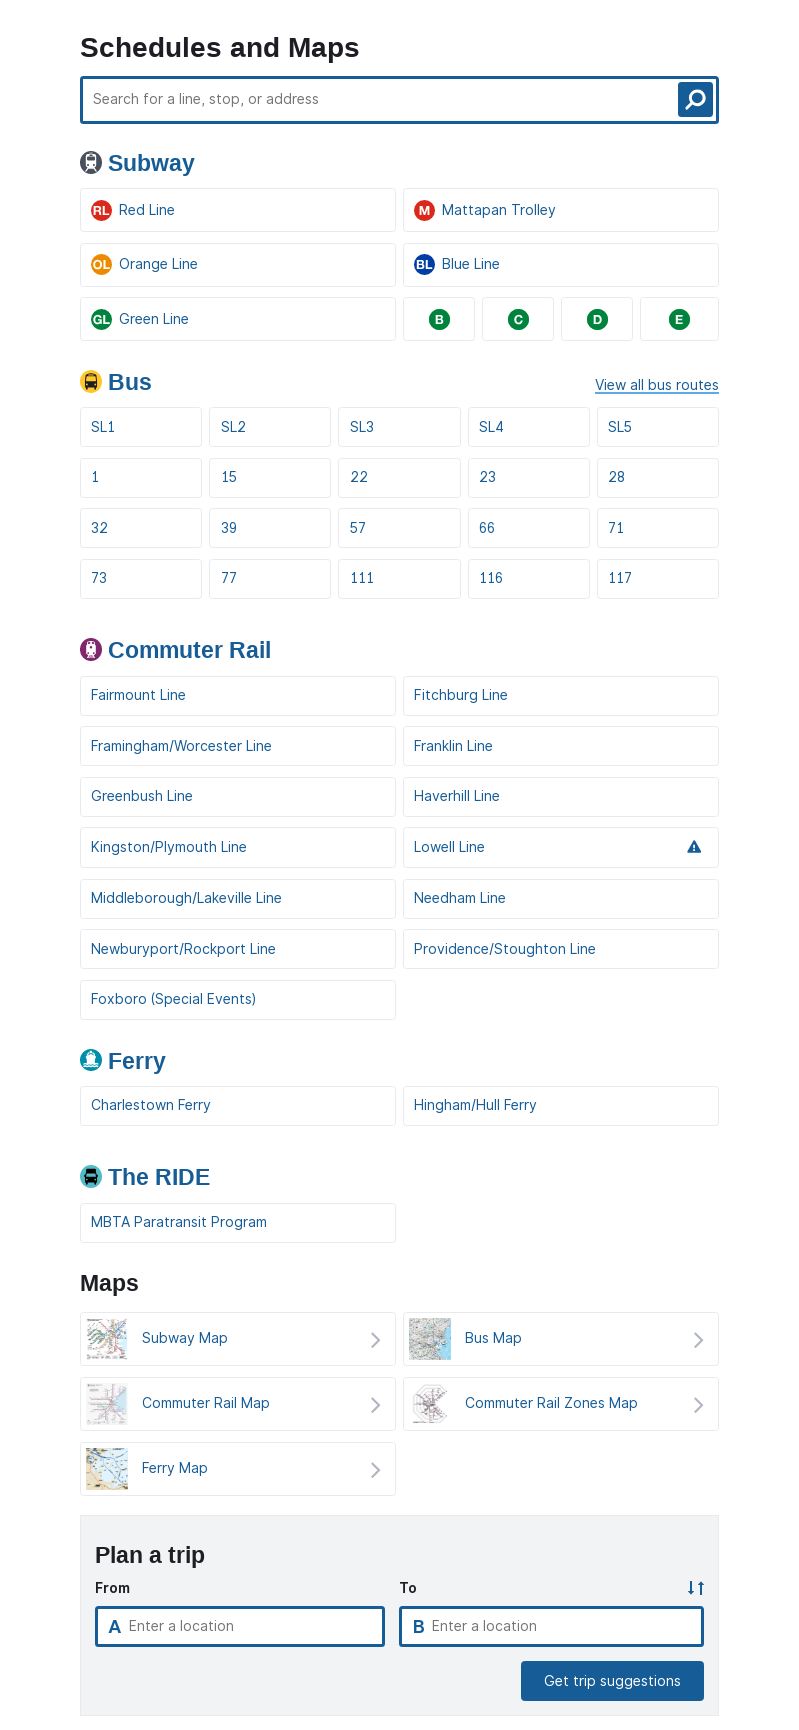 Schedules and Maps
Search for a line, stop, or address
Subway
RL Red Line
M Mattapan Trolley
OL Orange Line
BL Blue Line
GL Green Line
B
C
D
E
Bus
View all bus routes
SL1
SL2
SL3
SL4
SL5
1
15
22
23
28
32
39
57
66
71
73
77
111
116
117
Commuter Rail
Fairmount Line
Fitchburg Line
Framingham/Worcester Line
Franklin Line
Greenbush Line
Haverhill Line
Kingston/Plymouth Line
Lowell Line
Middleborough/Lakeville Line
Needham Line
Newburyport/Rockport Line
Providence/Stoughton Line
Foxboro (Special Events)
Ferry
Charlestown Ferry
Hingham/Hull Ferry
The RIDE
MBTA Paratransit Program
Maps
Subway Map
Bus Map
Commuter Rail Map
Commuter Rail Zones Map
Ferry Map
Plan a trip
From
To
A Enter a location
B Enter a location
Get trip suggestions